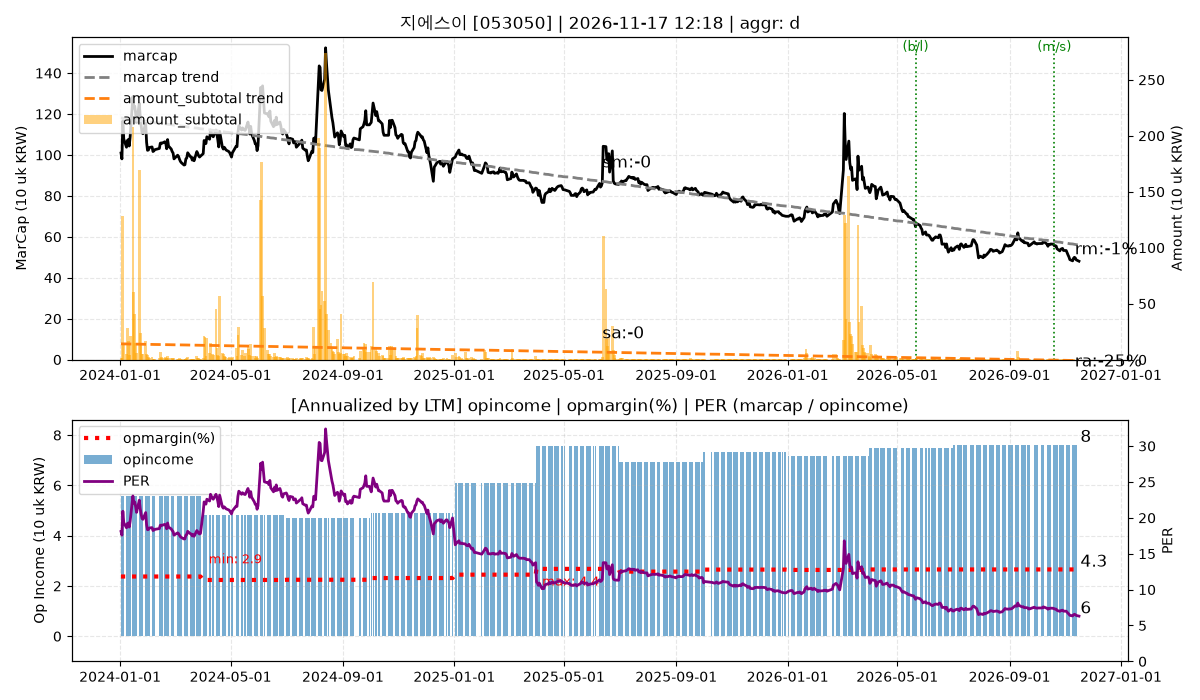 지에스이 [053050] | 2026-11-17 12:18 | aggr: d
marcap
marcap trend
amount_subtotal trend
amount_subtotal
(b/l)
(m/s)
sm:-0
rm:-1%
sa:-0
ra:-25%
MarCap (10 uk KRW)
Amount (10 uk KRW)
140
120
100
80
60
40
20
0
250
200
150
100
50
0
2024-01-01 2024-05-01 2024-09-01 2025-01-01 2025-05-01 2025-09-01 2026-01-01 2026-05-01 2026-09-01 2027-01-01
[Annualized by LTM] opincome | opmargin(%) | PER (marcap / opincome)
opmargin(%)
opincome
PER
min: 2.9
max: 4.4
8
4.3
6
Op Income (10 uk KRW)
PER
8
6
4
2
0
30
25
20
15
10
5
0
2024-01-01 2024-05-01 2024-09-01 2025-01-01 2025-05-01 2025-09-01 2026-01-01 2026-05-01 2026-09-01 2027-01-01